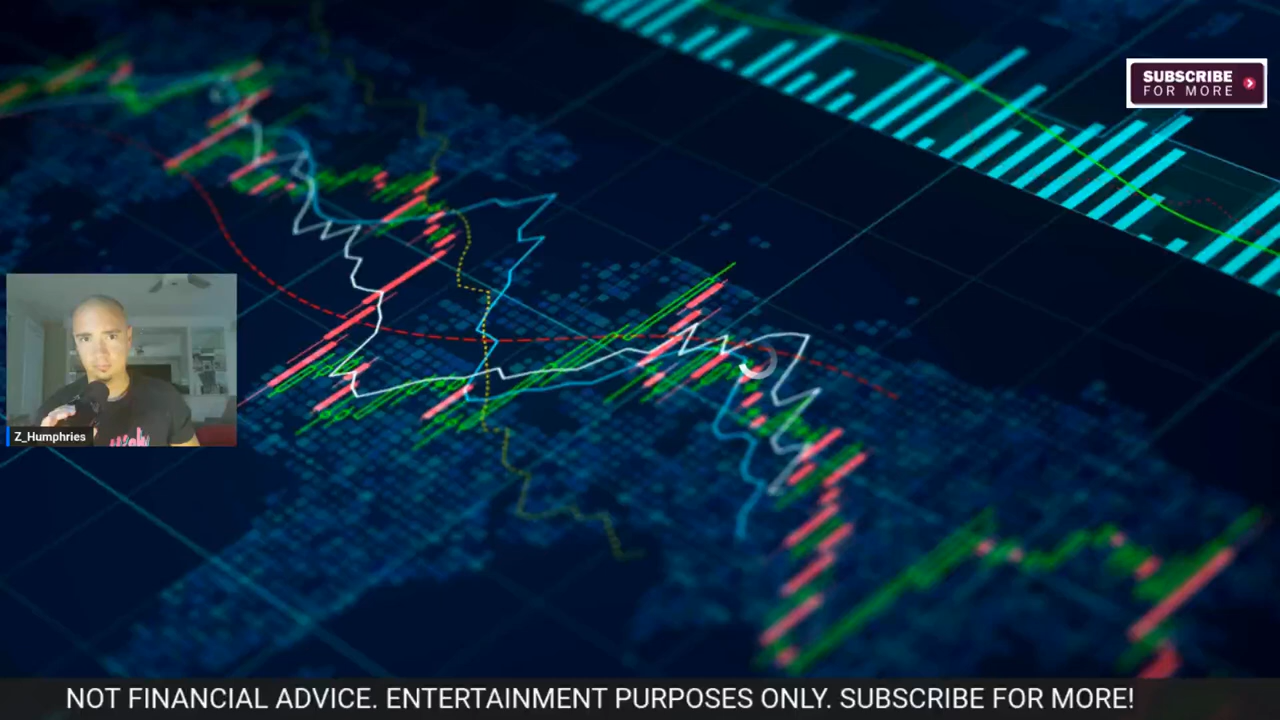 SUBSCRIBE
FOR MORE
Z_Humphries
NOT FINANCIAL ADVICE. ENTERTAINMENT PURPOSES ONLY. SUBSCRIBE FOR MORE!